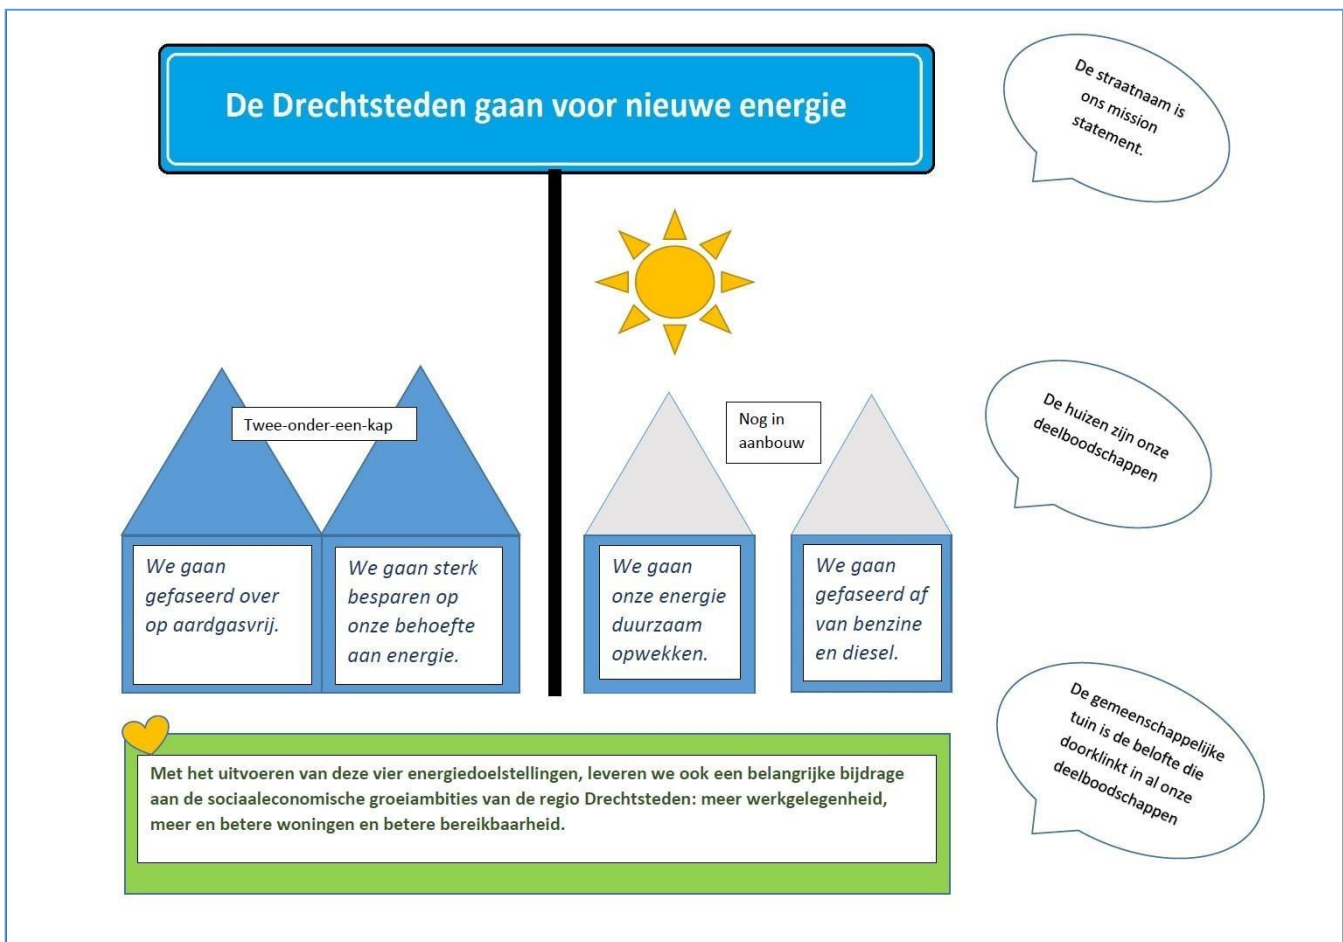 De Drechtsteden gaan voor nieuwe energie
De straatnaam is
ons mission
statement.
Twee-onder-een-kap
Nog in
aanbouw
De huizen zijn onze
deelboodschappen
We gaan
gefaseerd over
op aardgasvrij.
We gaan sterk
besparen op
onze behoefte
aan energie.
We gaan
onze energie
duurzaam
opwekken.
We gaan
gefaseerd af
van benzine
en diesel.
Met het uitvoeren van deze vier energiedoelstellingen, leveren we ook een belangrijke bijdrage
aan de sociaaleconomische groeiambities van de regio Drechtsteden: meer werkgelegenheid,
meer en betere woningen en betere bereikbaarheid.
De gemeenschappelijke
tuin is de belofte die
doorklinkt in al onze
deelboodschappen